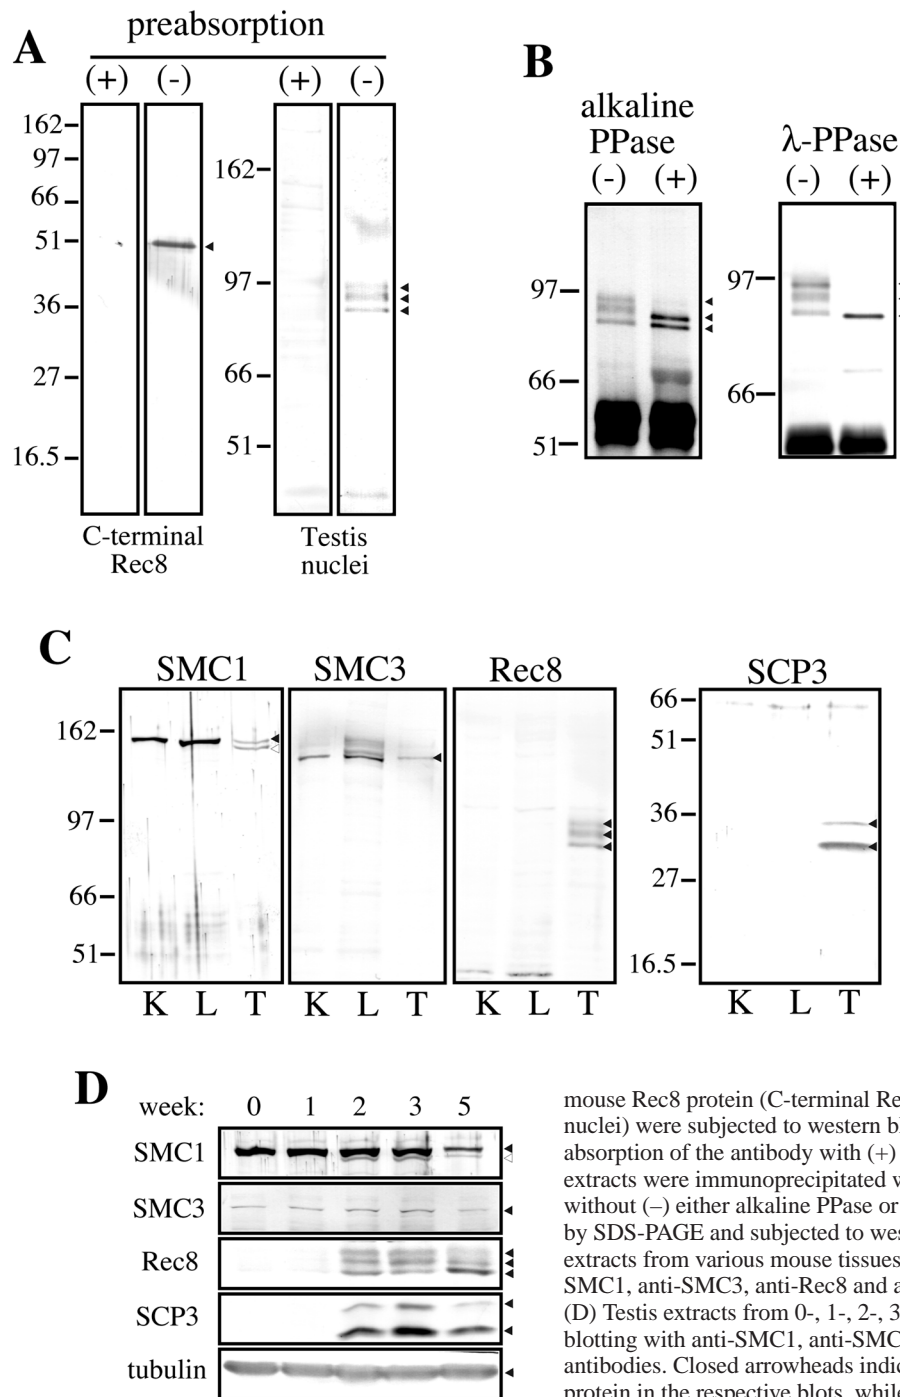 A
preabsorption
(+) (-) (+) (-)
162
97
66
51
36
27
16.5
162
97
66
51
C-terminal
Rec8
Testis
nuclei
B
alkaline
PPase
(-) (+)
97
66
51
λ-PPase
(-) (+)
97
66
C
SMC1 SMC3 Rec8 SCP3
162
97
66
51
66
51
36
27
16.5
K L T K L T K L T K L T
D
week: 0 1 2 3 5
SMC1
SMC3
Rec8
SCP3
tubulin
mouse Rec8 protein (C-terminal Re
nuclei) were subjected to western bl
absorption of the antibody with (+)
extracts were immunoprecipitated w
without (–) either alkaline PPase or
by SDS-PAGE and subjected to wes
extracts from various mouse tissues
SMC1, anti-SMC3, anti-Rec8 and a
(D) Testis extracts from 0-, 1-, 2-, 3
blotting with anti-SMC1, anti-SMC
antibodies. Closed arrowheads indic
protein in the respective blots, while